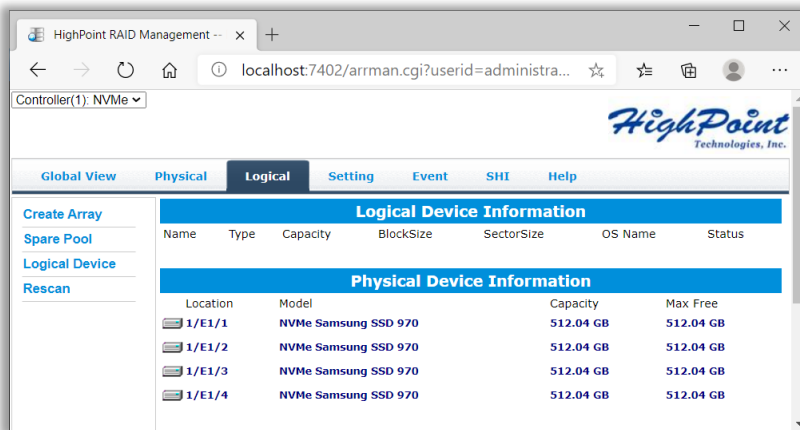 HighPoint RAID Management --
localhost:7402/arrman.cgi?userid=administra...
Controller(1): NVMe
HighPoint
Technologies, Inc.
Global View Physical Logical Setting Event SHI Help
Create Array
Spare Pool
Logical Device
Rescan
Logical Device Information
Name Type Capacity BlockSize SectorSize OS Name Status
Physical Device Information
Location Model Capacity Max Free
1/E1/1 NVMe Samsung SSD 970 512.04 GB 512.04 GB
1/E1/2 NVMe Samsung SSD 970 512.04 GB 512.04 GB
1/E1/3 NVMe Samsung SSD 970 512.04 GB 512.04 GB
1/E1/4 NVMe Samsung SSD 970 512.04 GB 512.04 GB